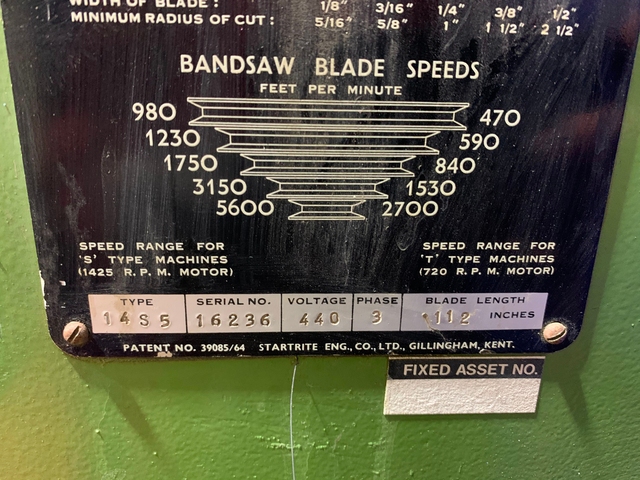 WIDTH OF BLADE : 1/8" 3/16" 1/4" 3/8" 1/2"
MINIMUM RADIUS OF CUT : 5/16" 5/8" 1" 1 1/2" 2 1/2"
BANDSAW BLADE SPEEDS
FEET PER MINUTE
980 470
1230 590
1750 840
3150 1530
5600 2700
SPEED RANGE FOR
'S' TYPE MACHINES
(1425 R.P.M. MOTOR)
SPEED RANGE FOR
'T' TYPE MACHINES
(720 R.P.M. MOTOR)
TYPE SERIAL NO. VOLTAGE PHASE BLADE LENGTH
14S5 16236 440 3 112 INCHES
PATENT NO. 39085/64 STARTRITE ENG., CO., LTD., GILLINGHAM, KENT.
FIXED ASSET NO.